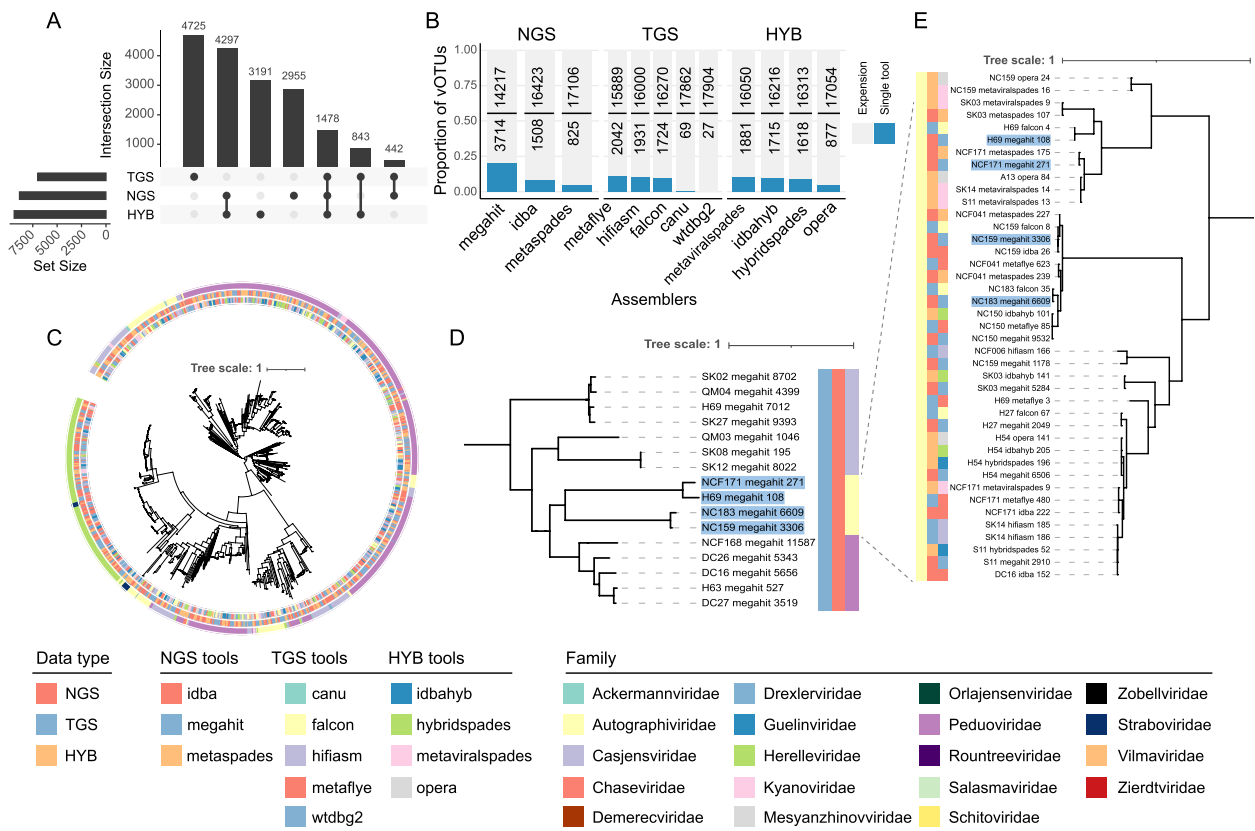 A
Intersection Size
4000
3000
2000
1000
0
4725
4297
3191
2955
1478
843
442
TGS
NGS
HYB
7500
5000
2500
0
Set Size
B
NGS
TGS
HYB
Proportion of vOTUs
1.00
0.75
0.50
0.25
0.00
14217
16423
17106
15889
16000
16270
17862
17904
16050
16216
16313
17054
3714
1508
825
2042
1931
1724
69
27
1881
1715
1618
877
megahit
idba
metaspades
metaflye
hifiasm
falcon
canu
wtdbg2
metaviralspades
idbahyb
hybridspades
opera
Assemblers
Expension
Single tool
C
Tree scale: 1
D
Tree scale: 1
SK02 megahit 8702
QM04 megahit 4399
H69 megahit 7012
SK27 megahit 9393
QM03 megahit 1046
SK08 megahit 195
SK12 megahit 8022
NCF171 megahit 271
H69 megahit 108
NC183 megahit 6609
NC159 megahit 3306
NCF168 megahit 11587
DC26 megahit 5343
DC16 megahit 5656
H63 megahit 527
DC27 megahit 3519
E
Tree scale: 1
NC159 opera 24
NC159 metaviralspades 16
SK03 metaviralspades 9
SK03 metaspades 107
H69 falcon 4
H69 megahit 108
NCF171 metaspades 175
NCF171 megahit 271
A13 opera 84
SK14 metaviralspades 14
S11 metaviralspades 13
NCF041 metaspades 227
NC159 falcon 8
NC159 megahit 3306
NC159 idba 26
NCF041 metaflye 623
NCF041 metaspades 239
NC183 falcon 35
NC183 megahit 6609
NC150 idbahyb 101
NC150 metaflye 85
NC150 megahit 9532
NCF006 hifiasm 166
NC159 megahit 1178
SK03 idbahyb 141
SK03 megahit 5284
H69 metaflye 3
H27 falcon 67
H27 megahit 2049
H54 opera 141
H54 idbahyb 205
H54 hybridspades 196
H54 megahit 6506
NCF171 metaviralspades 9
NCF171 metaflye 480
NCF171 idba 222
SK14 hifiasm 185
SK14 hifiasm 186
S11 hybridspades 52
S11 megahit 2910
DC16 idba 152
Data type
NGS
TGS
HYB
NGS tools
idba
megahit
metaspades
TGS tools
canu
falcon
hifiasm
metaflye
wtdbg2
HYB tools
idbahyb
hybridspades
metaviralspades
opera
Family
Ackermannviridae
Autographiviridae
Casjensviridae
Chaseviridae
Demerecviridae
Drexlerviridae
Guelinviridae
Herelleviridae
Kyanoviridae
Mesyanzhinovviridae
Orlajensenviridae
Peduoviridae
Rountreeviridae
Salasmaviridae
Schitoviridae
Zobellviridae
Straboviridae
Vilmaviridae
Zierdtviridae